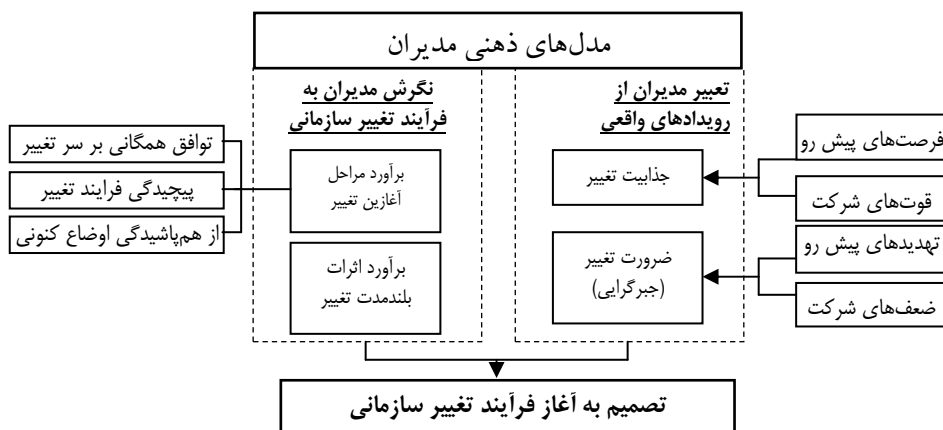 مدل‌های ذهنی مدیران
تعبیر مدیران از
رویدادهای واقعی
جذابیت تغییر
ضرورت تغییر
(جبرگرایی)
فرصت‌های پیش رو
قوت‌های شرکت
تهدیدهای پیش رو
ضعف‌های شرکت
نگرش مدیران به
فرآیند تغییر سازمانی
برآورد مراحل
آغازین تغییر
برآورد اثرات
بلندمدت تغییر
توافق همگانی بر سر تغییر
پیچیدگی فرایند تغییر
از هم‌پاشیدگی اوضاع کنونی
تصمیم به آغاز فرآیند تغییر سازمانی